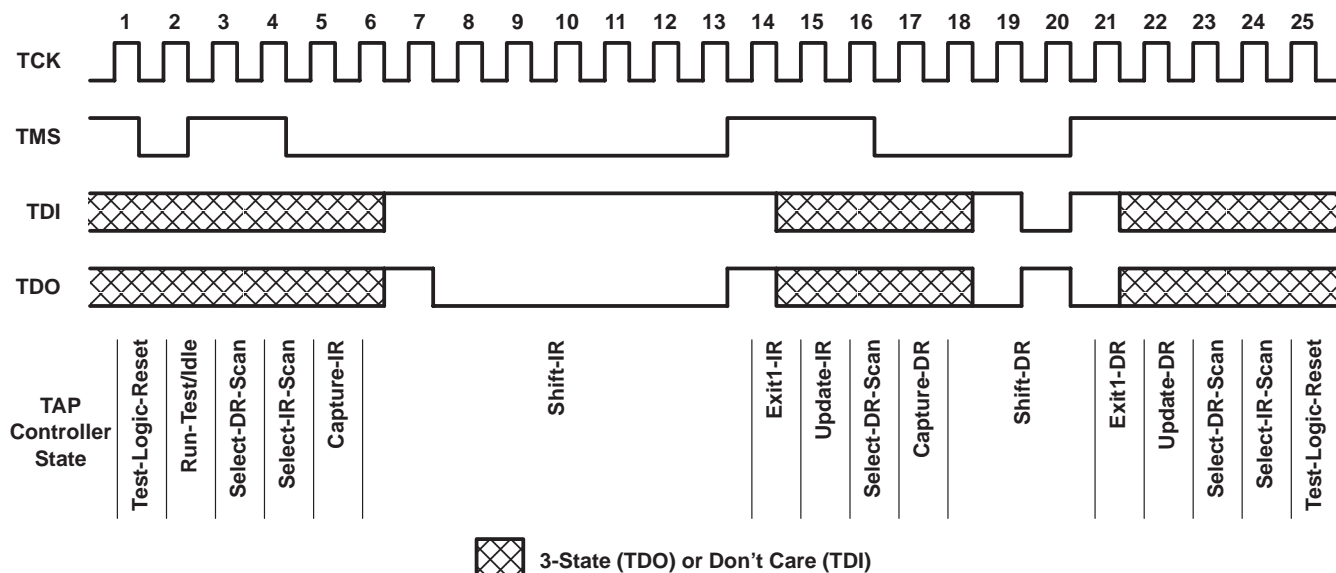 1 2 3 4 5 6 7 8 9 10 11 12 13 14 15 16 17 18 19 20 21 22 23 24 25
TCK
TMS
TDI
TDO
TAP
Controller
State
Test-Logic-Reset
Run-Test/Idle
Select-DR-Scan
Select-IR-Scan
Capture-IR
Shift-IR
Exit1-IR
Update-IR
Select-DR-Scan
Capture-DR
Shift-DR
Exit1-DR
Update-DR
Select-DR-Scan
Select-IR-Scan
Test-Logic-Reset
3-State (TDO) or Don't Care (TDI)